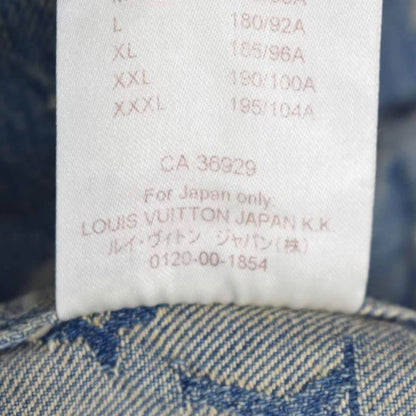 L 180/92A
XL 185/96A
XXL 190/100A
XXXL 195/104A
CA 36929
For Japan only:
LOUIS VUITTON JAPAN K.K.
ルイ・ヴィトン ジャパン(株)
0120-00-1854